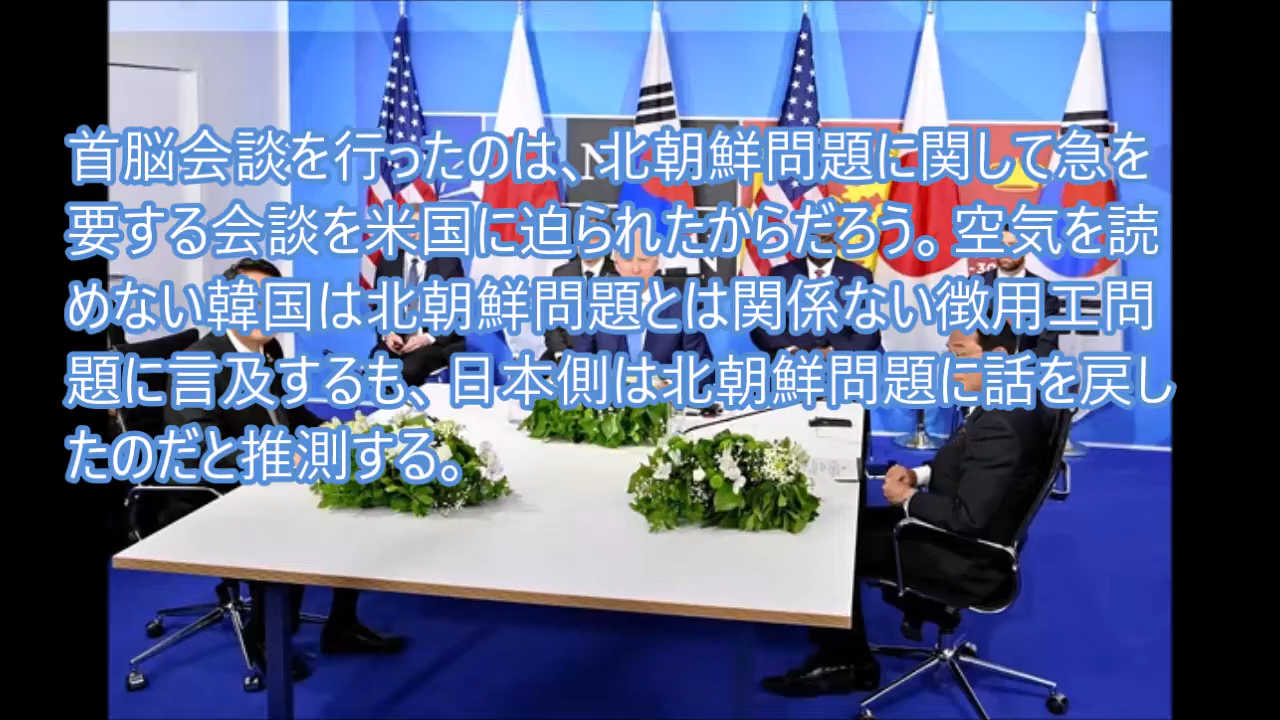 首脳会談を行ったのは、北朝鮮問題に関して急を
要する会談を米国に迫られたからだろう。空気を読
めない韓国は北朝鮮問題とは関係ない徴用工問
題に言及するも、日本側は北朝鮮問題に話を戻し
たのだと推測する。